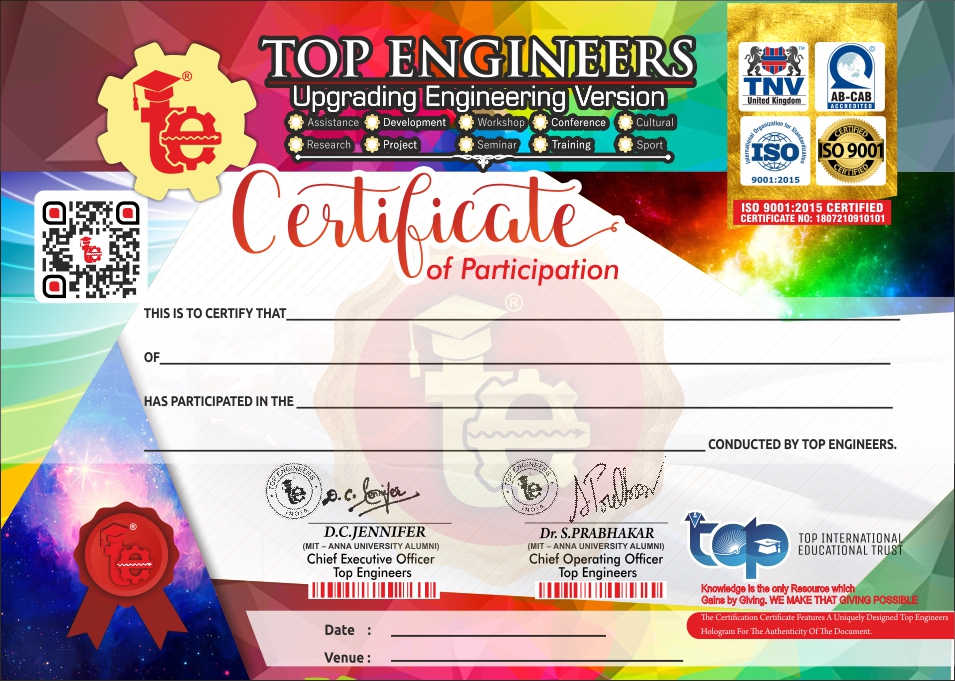 TOP ENGINEERS
Upgrading Engineering Version
Assistance Development Workshop Conference Cultural
Research Project Seminar Training Sport
te ®
TNV ™
United Kingdom
AB-CAB
ACCREDITED
©
International Organization for Standardization
ISO
9001:2015
CERTIFIED
ISO 9001
CERTIFIED
ISO 9001:2015 CERTIFIED
CERTIFICATE NO: 1807210910101
Certificate
of Participation
THIS IS TO CERTIFY THAT
OF
HAS PARTICIPATED IN THE
CONDUCTED BY TOP ENGINEERS.
TOP ENGINEERS
INDIA
D.C. Jennifer
TOP ENGINEERS
INDIA
D.C.JENNIFER
(MIT – ANNA UNIVERSITY ALUMNI)
Chief Executive Officer
Top Engineers
Dr. S.PRABHAKAR
(MIT – ANNA UNIVERSITY ALUMNI)
Chief Operating Officer
Top Engineers
top
TOP INTERNATIONAL
EDUCATIONAL TRUST
Knowledge is the only Resource which
Gains by Giving. WE MAKE THAT GIVING POSSIBLE
The Certification Certificate Features A Uniquely Designed Top Engineers
Hologram For The Authenticity Of The Document.
Date :
Venue :